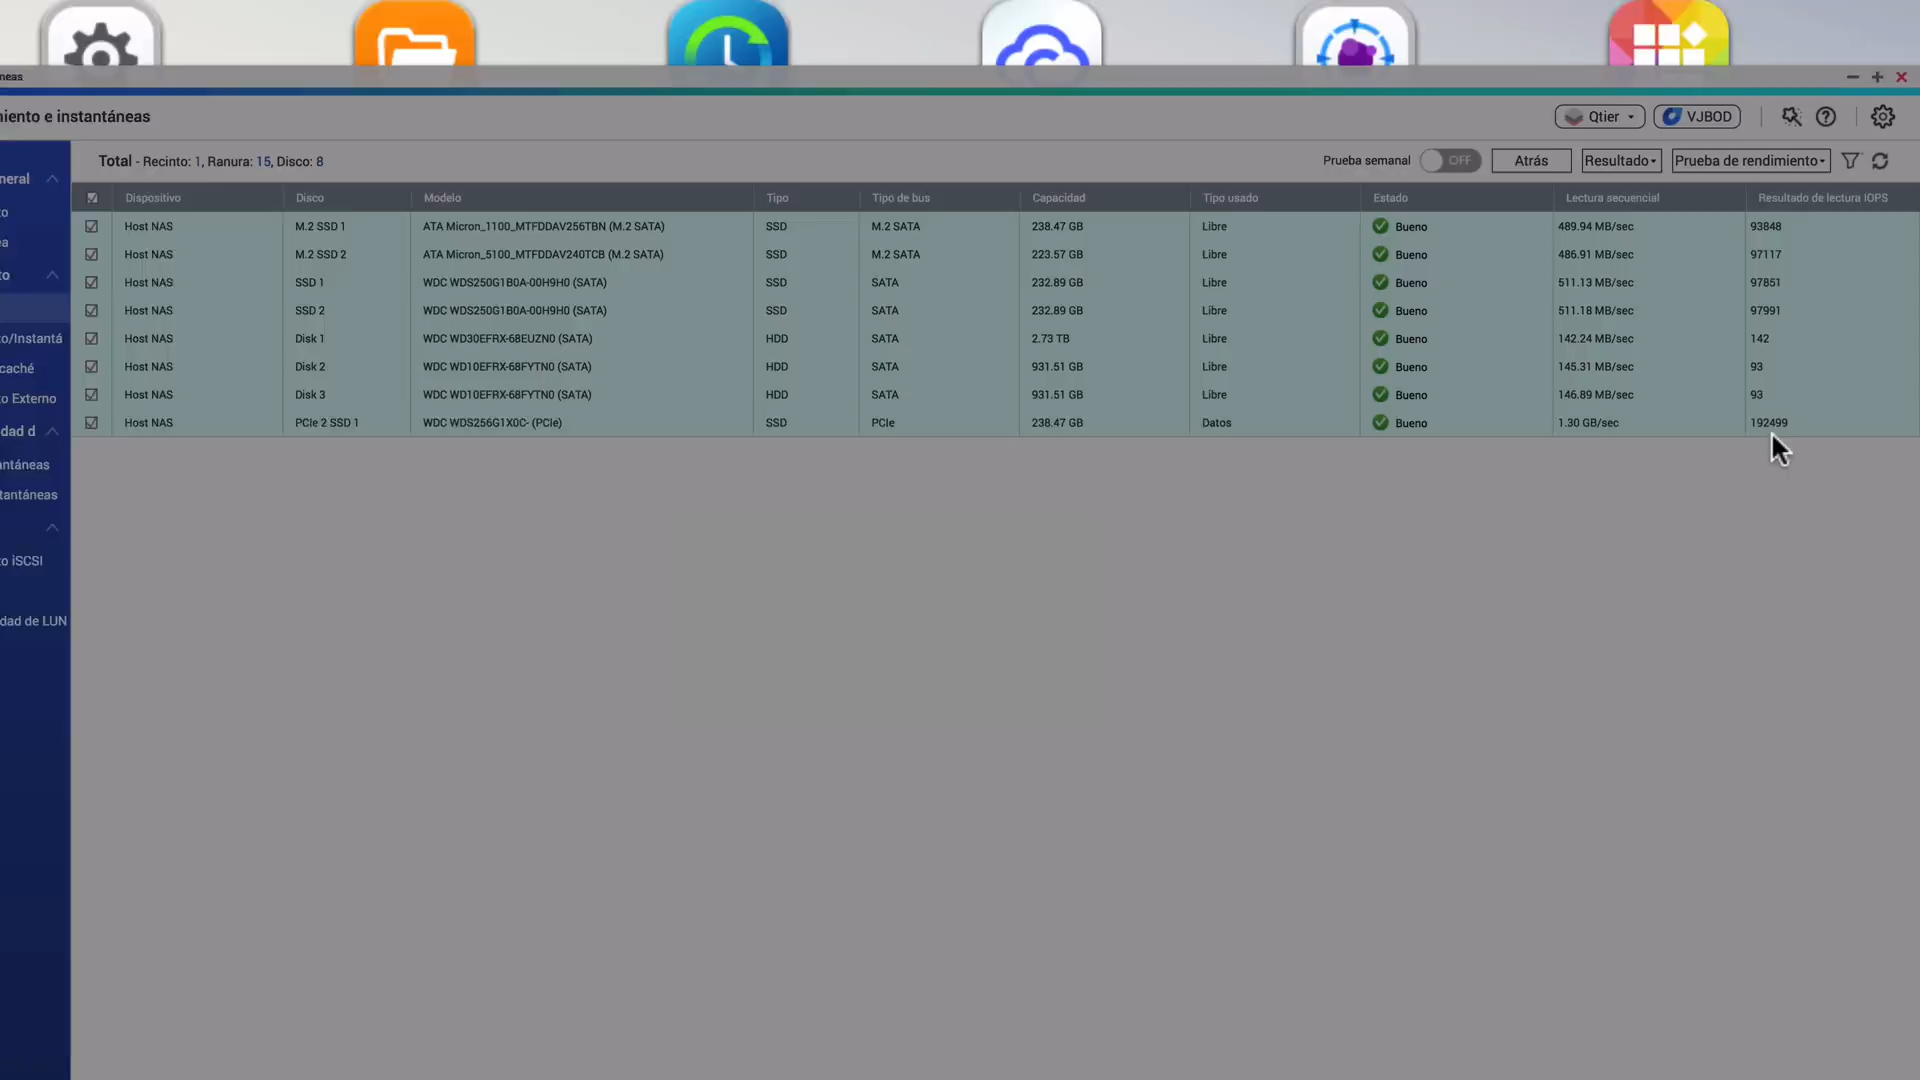 neas
niento e instantáneas
Qtier
VJBOD
Total - Recinto: 1, Ranura: 15, Disco: 8
Prueba semanal
OFF
Atrás
Resultado
Prueba de rendimiento
neral
to
ea
to
to/Instantá
caché
to Externo
dad d
antáneas
tantáneas
to iSCSI
dad de LUN
Dispositivo Disco Modelo Tipo Tipo de bus Capacidad Tipo usado Estado Lectura secuencial Resultado de lectura IOPS
Host NAS M.2 SSD 1 ATA Micron_1100_MTFDDAV256TBN (M.2 SATA) SSD M.2 SATA 238.47 GB Libre Bueno 489.94 MB/sec 93848
Host NAS M.2 SSD 2 ATA Micron_5100_MTFDDAV240TCB (M.2 SATA) SSD M.2 SATA 223.57 GB Libre Bueno 486.91 MB/sec 97117
Host NAS SSD 1 WDC WDS250G1B0A-00H9H0 (SATA) SSD SATA 232.89 GB Libre Bueno 511.13 MB/sec 97851
Host NAS SSD 2 WDC WDS250G1B0A-00H9H0 (SATA) SSD SATA 232.89 GB Libre Bueno 511.18 MB/sec 97991
Host NAS Disk 1 WDC WD30EFRX-68EUZN0 (SATA) HDD SATA 2.73 TB Libre Bueno 142.24 MB/sec 142
Host NAS Disk 2 WDC WD10EFRX-68FYTN0 (SATA) HDD SATA 931.51 GB Libre Bueno 145.31 MB/sec 93
Host NAS Disk 3 WDC WD10EFRX-68FYTN0 (SATA) HDD SATA 931.51 GB Libre Bueno 146.89 MB/sec 93
Host NAS PCIe 2 SSD 1 WDC WDS256G1X0C- (PCIe) SSD PCIe 238.47 GB Datos Bueno 1.30 GB/sec 192499